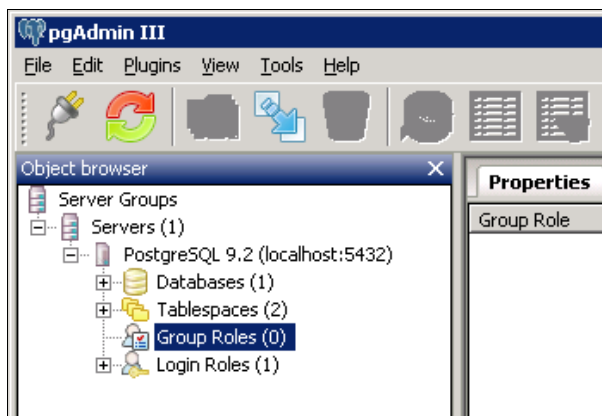 pgAdmin III
File Edit Plugins View Tools Help
Object browser
Server Groups
Servers (1)
PostgreSQL 9.2 (localhost:5432)
Databases (1)
Tablespaces (2)
Group Roles (0)
Login Roles (1)
Properties
Group Role